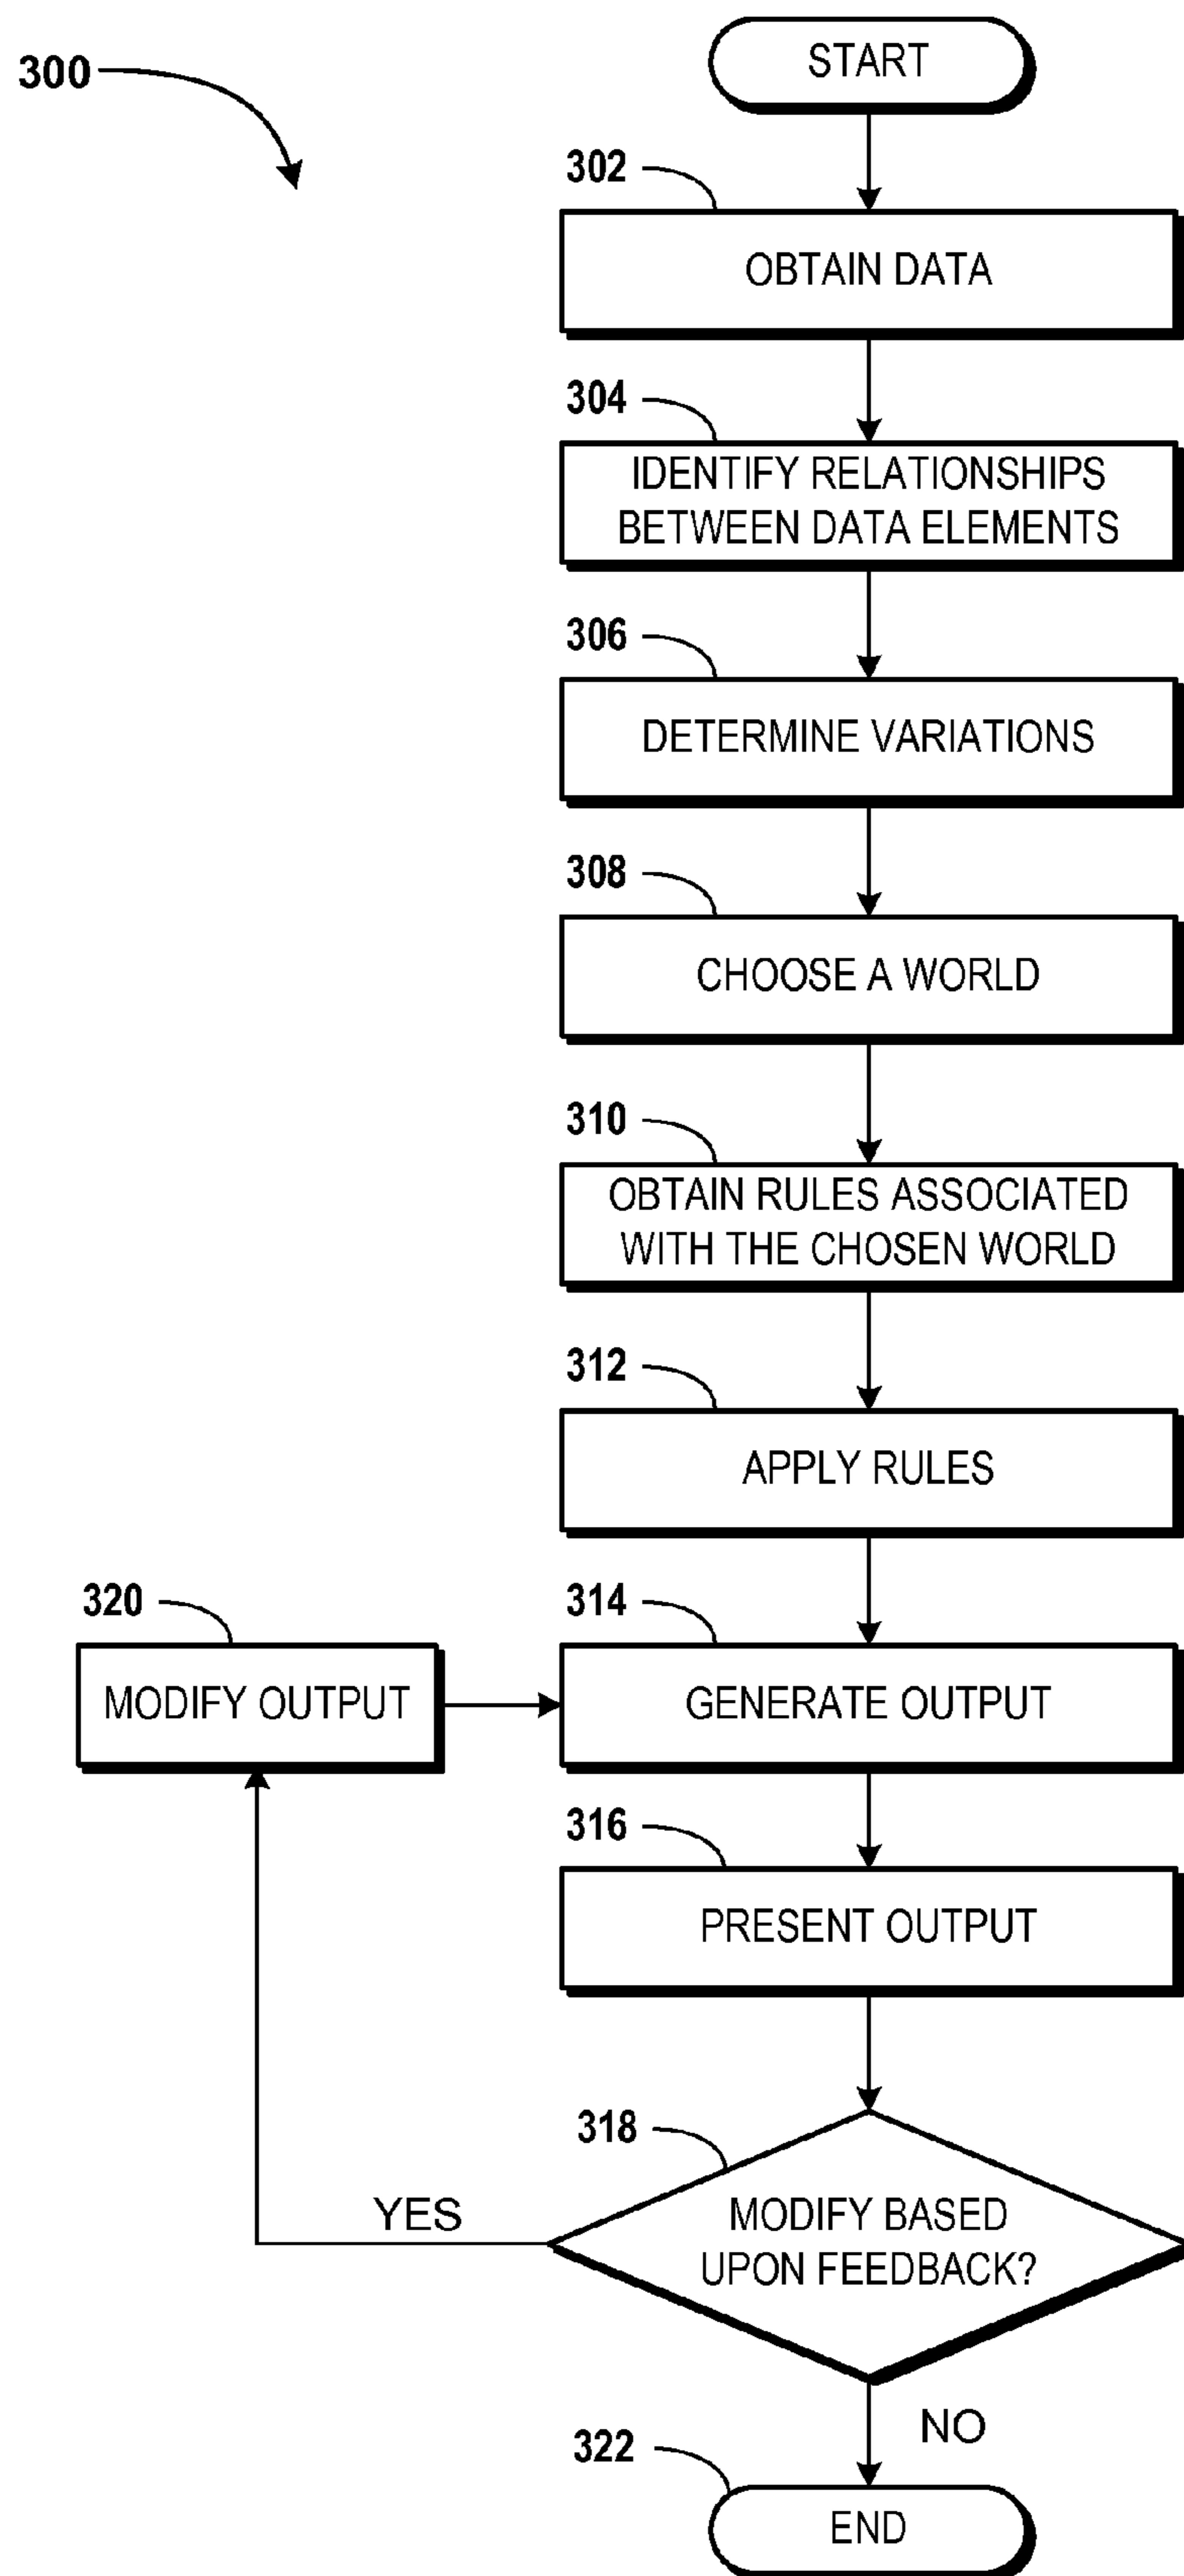 300
START
302
OBTAIN DATA
304
IDENTIFY RELATIONSHIPS
BETWEEN DATA ELEMENTS
306
DETERMINE VARIATIONS
308
CHOOSE A WORLD
310
OBTAIN RULES ASSOCIATED
WITH THE CHOSEN WORLD
312
APPLY RULES
320
MODIFY OUTPUT
314
GENERATE OUTPUT
316
PRESENT OUTPUT
318
MODIFY BASED
UPON FEEDBACK?
YES
NO
322
END